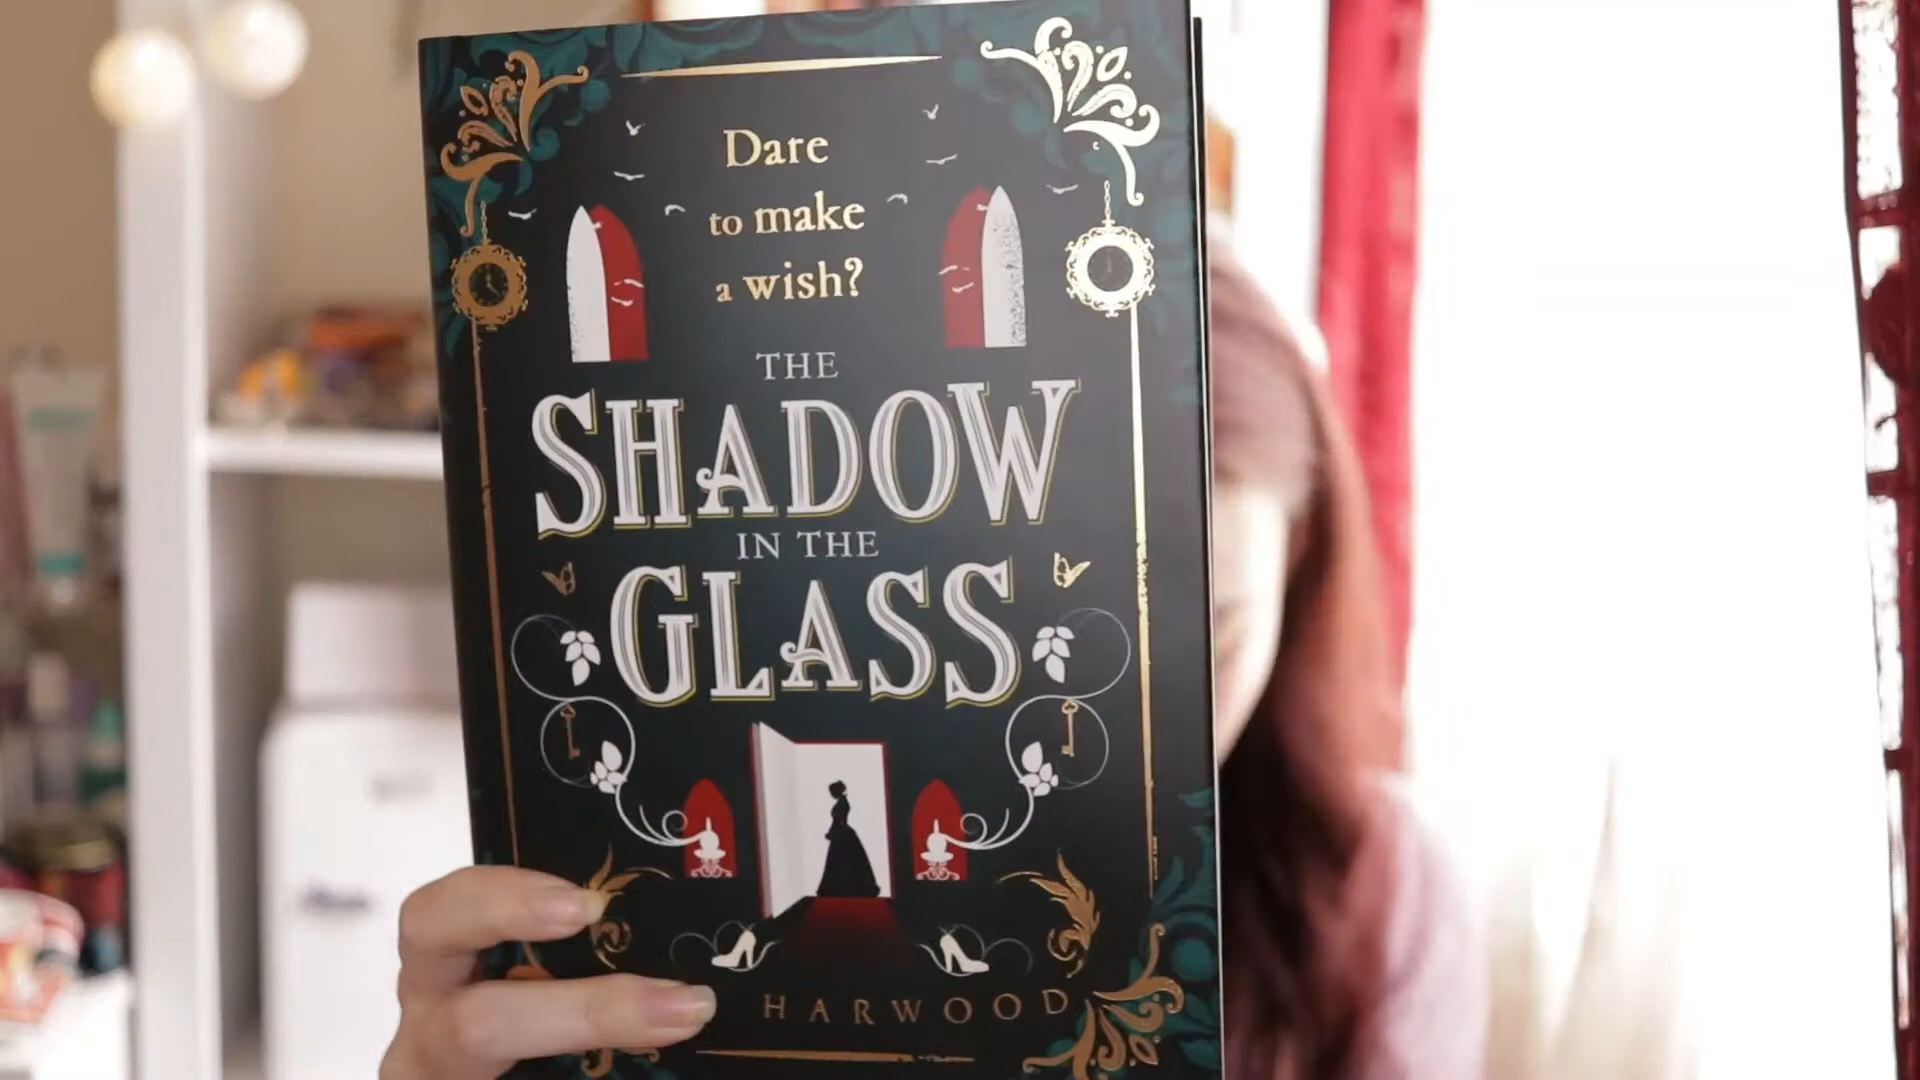 Dare
to make
a wish?
THE
SHADOW
IN THE
GLASS
HARWOOD